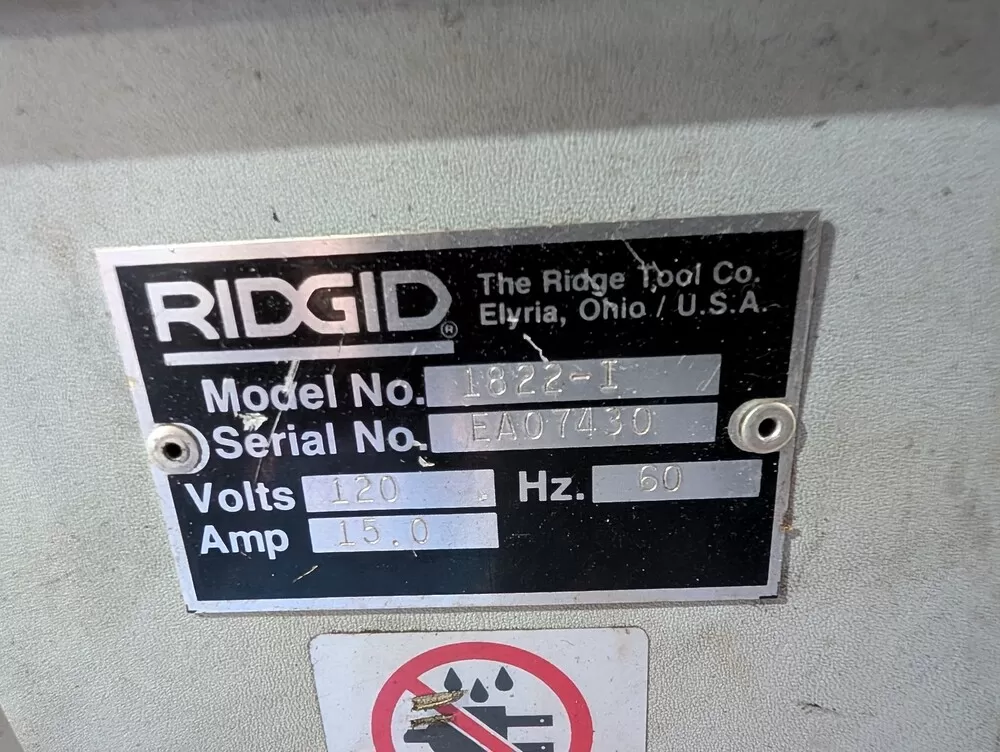 RIDGID®
The Ridge Tool Co.
Elyria, Ohio / U.S.A.
Model No. 1822-I
Serial No. EA07430
Volts 120 Hz. 60
Amp 15.0